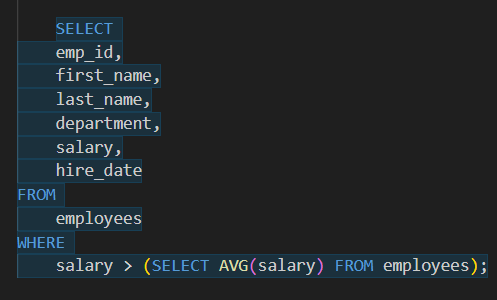 SELECT
emp_id,
first_name,
last_name,
department,
salary,
hire_date
FROM
employees
WHERE
salary > (SELECT AVG(salary) FROM employees);